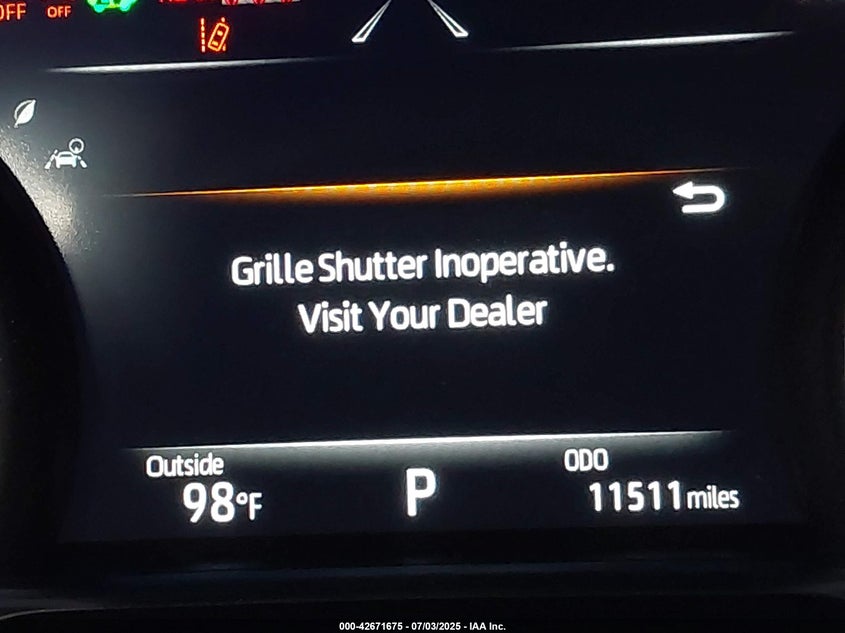 OFF
OFF
Grille Shutter Inoperative.
Visit Your Dealer
Outside
98°F
P
ODO
11511 miles
000-42671675 - 07/03/2025 - IAA Inc.